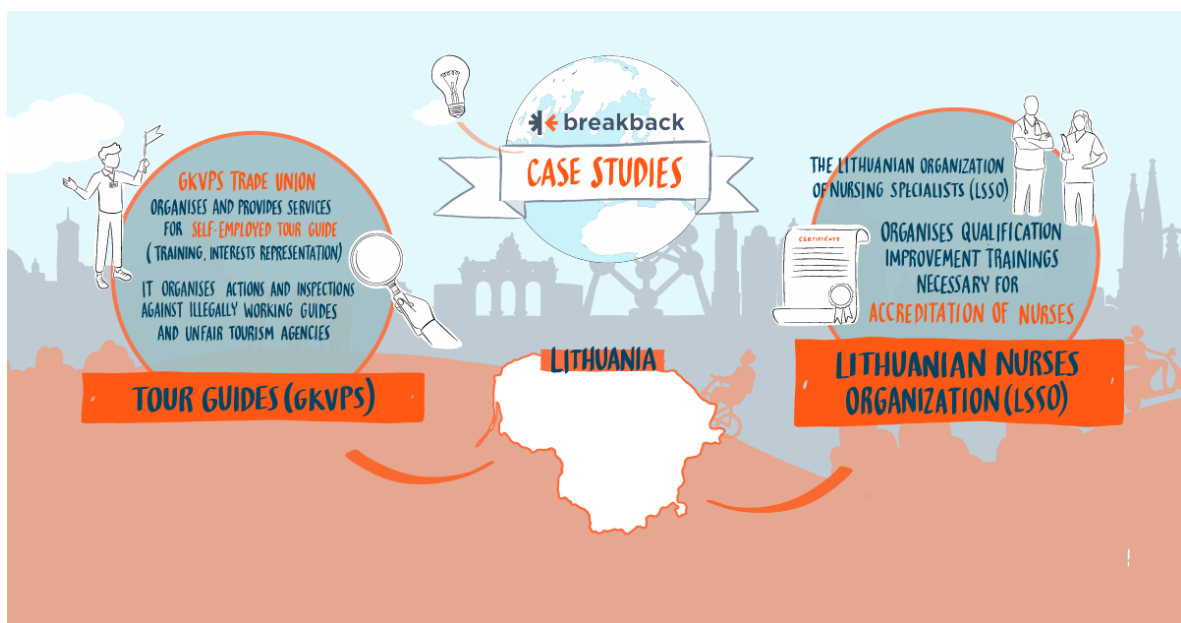 breakback
CASE STUDIES
GKVPS TRADE UNION
ORGANISES AND PROVIDES SERVICES
FOR SELF-EMPLOYED TOUR GUIDE
(TRAINING, INTERESTS REPRESENTATION)
IT ORGANISES ACTIONS AND INSPECTIONS
AGAINST ILLEGALLY WORKING GUIDES
AND UNFAIR TOURISM AGENCIES
TOUR GUIDES (GKVPS)
LITHUANIA
THE LITHUANIAN ORGANIZATION
OF NURSING SPECIALISTS (LSSO)
CERTIFICATE
ORGANISES QUALIFICATION
IMPROVEMENT TRAININGS
NECESSARY FOR
ACCREDITATION OF NURSES
LITHUANIAN NURSES
ORGANIZATION (LSSO)